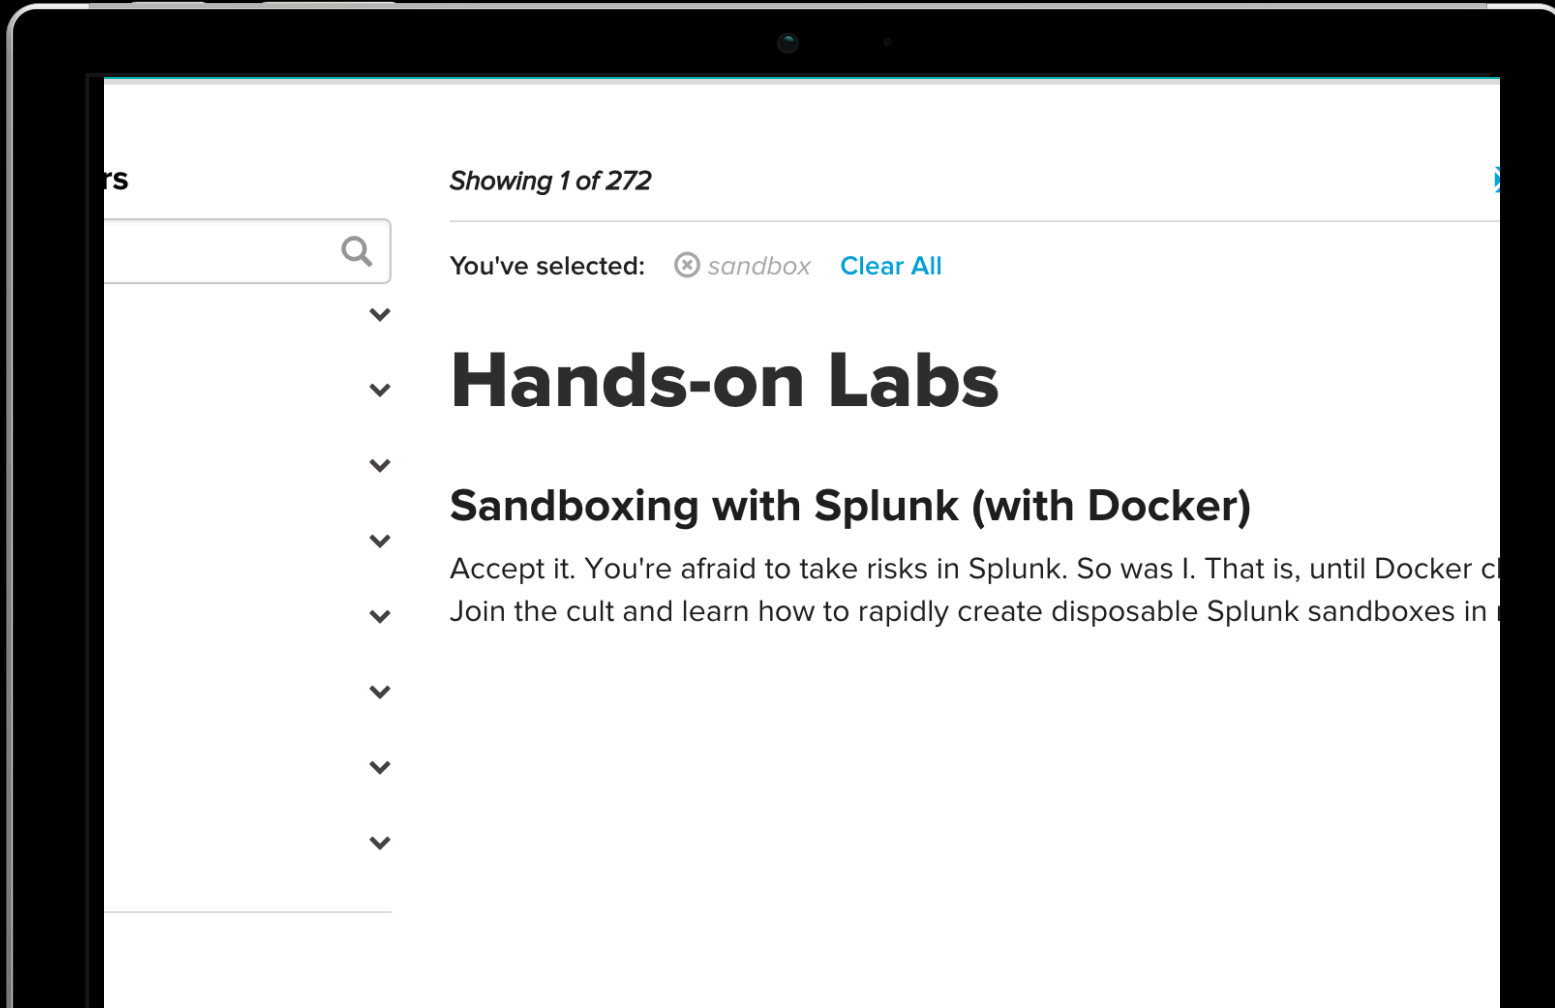 rs
Showing 1 of 272
You've selected: sandbox Clear All
Hands-on Labs
Sandboxing with Splunk (with Docker)
Accept it. You're afraid to take risks in Splunk. So was I. That is, until Docker
Join the cult and learn how to rapidly create disposable Splunk sandboxes in